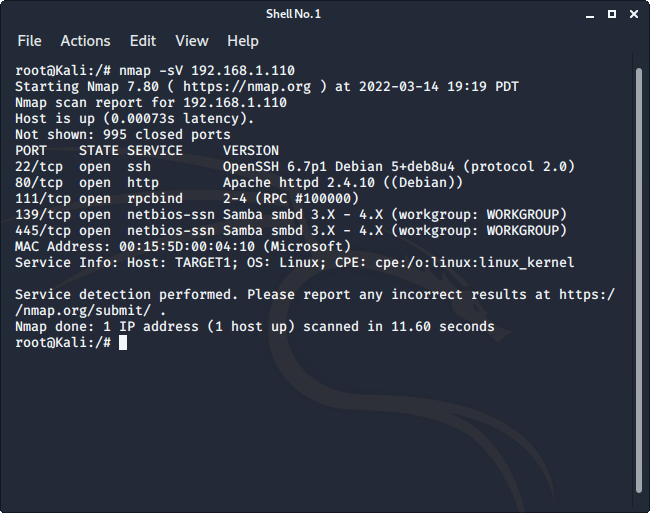 Shell No. 1
File Actions Edit View Help
root@Kali:/# nmap -sV 192.168.1.110
Starting Nmap 7.80 ( https://nmap.org ) at 2022-03-14 19:19 PDT
Nmap scan report for 192.168.1.110
Host is up (0.00073s latency).
Not shown: 995 closed ports
PORT    STATE SERVICE     VERSION
22/tcp  open  ssh         OpenSSH 6.7p1 Debian 5+deb8u4 (protocol 2.0)
80/tcp  open  http        Apache httpd 2.4.10 ((Debian))
111/tcp open  rpcbind     2-4 (RPC #100000)
139/tcp open  netbios-ssn Samba smbd 3.X - 4.X (workgroup: WORKGROUP)
445/tcp open  netbios-ssn Samba smbd 3.X - 4.X (workgroup: WORKGROUP)
MAC Address: 00:15:5D:00:04:10 (Microsoft)
Service Info: Host: TARGET1; OS: Linux; CPE: cpe:/o:linux:linux_kernel

Service detection performed. Please report any incorrect results at https:/
/nmap.org/submit/ .
Nmap done: 1 IP address (1 host up) scanned in 11.60 seconds
root@Kali:/#